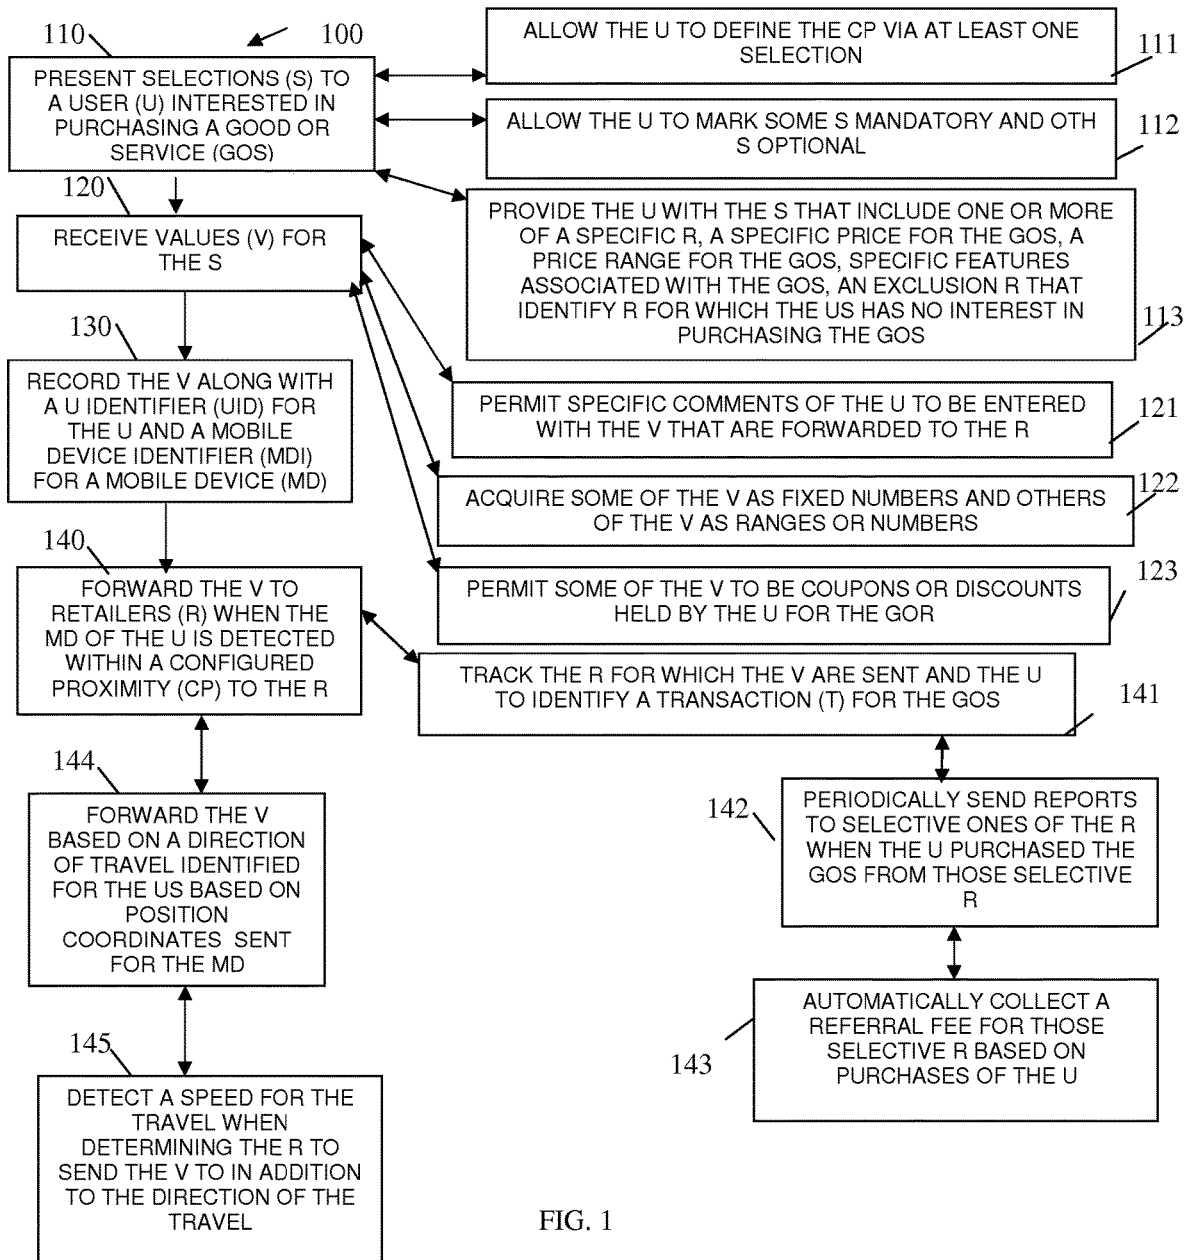 110
100
PRESENT SELECTIONS (S) TO
A USER (U) INTERESTED IN
PURCHASING A GOOD OR
SERVICE (GOS)
ALLOW THE U TO DEFINE THE CP VIA AT LEAST ONE
SELECTION
111
ALLOW THE U TO MARK SOME S MANDATORY AND OTH
S OPTIONAL
112
PROVIDE THE U WITH THE S THAT INCLUDE ONE OR MORE
OF A SPECIFIC R, A SPECIFIC PRICE FOR THE GOS, A
PRICE RANGE FOR THE GOS, SPECIFIC FEATURES
ASSOCIATED WITH THE GOS, AN EXCLUSION R THAT
IDENTIFY R FOR WHICH THE US HAS NO INTEREST IN
PURCHASING THE GOS
113
120
RECEIVE VALUES (V) FOR
THE S
PERMIT SPECIFIC COMMENTS OF THE U TO BE ENTERED
WITH THE V THAT ARE FORWARDED TO THE R
121
ACQUIRE SOME OF THE V AS FIXED NUMBERS AND OTHERS
OF THE V AS RANGES OR NUMBERS
122
PERMIT SOME OF THE V TO BE COUPONS OR DISCOUNTS
HELD BY THE U FOR THE GOR
123
130
RECORD THE V ALONG WITH
A U IDENTIFIER (UID) FOR
THE U AND A MOBILE
DEVICE IDENTIFIER (MDI)
FOR A MOBILE DEVICE (MD)
140
FORWARD THE V TO
RETAILERS (R) WHEN THE
MD OF THE U IS DETECTED
WITHIN A CONFIGURED
PROXIMITY (CP) TO THE R
TRACK THE R FOR WHICH THE V ARE SENT AND THE U
TO IDENTIFY A TRANSACTION (T) FOR THE GOS
141
142
PERIODICALLY SEND REPORTS
TO SELECTIVE ONES OF THE R
WHEN THE U PURCHASED THE
GOS FROM THOSE SELECTIVE
R
143
AUTOMATICALLY COLLECT A
REFERRAL FEE FOR THOSE
SELECTIVE R BASED ON
PURCHASES OF THE U
144
FORWARD THE V
BASED ON A DIRECTION
OF TRAVEL IDENTIFIED
FOR THE US BASED ON
POSITION
COORDINATES SENT
FOR THE MD
145
DETECT A SPEED FOR THE
TRAVEL WHEN
DETERMINING THE R TO
SEND THE V TO IN ADDITION
TO THE DIRECTION OF THE
TRAVEL
FIG. 1